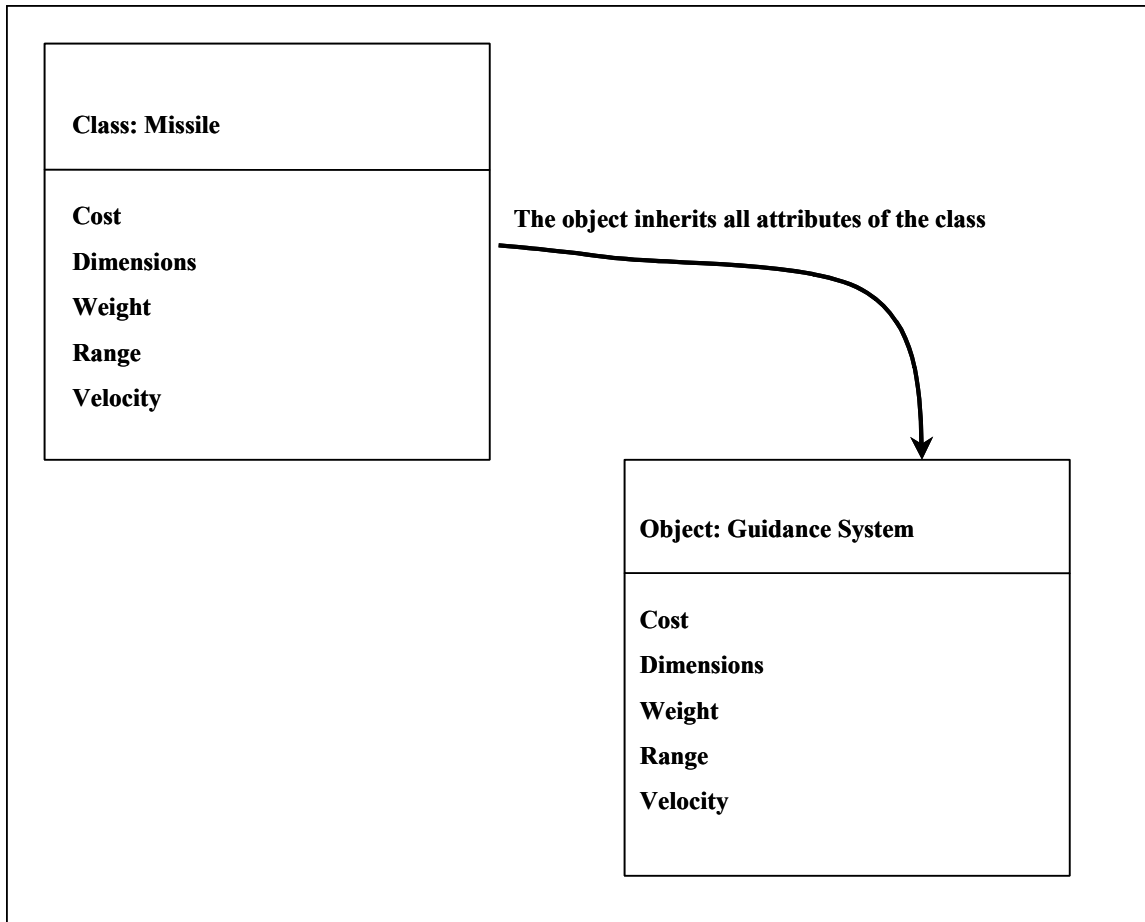 Class: Missile
Cost
Dimensions
Weight
Range
Velocity
The object inherits all attributes of the class
Object: Guidance System
Cost
Dimensions
Weight
Range
Velocity